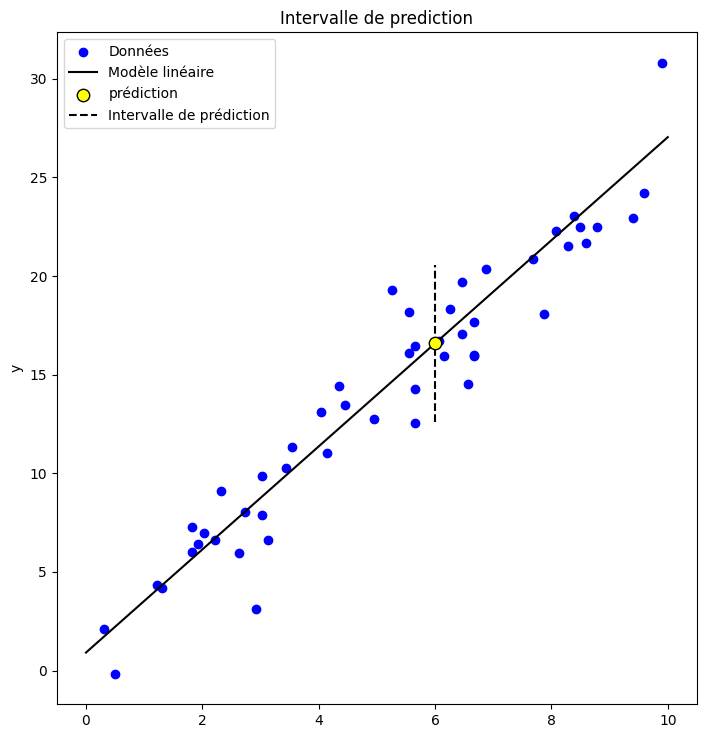 Intervalle de prediction
Données
Modèle linéaire
prédiction
Intervalle de prédiction
y
30
25
20
15
10
5
0
0 2 4 6 8 10